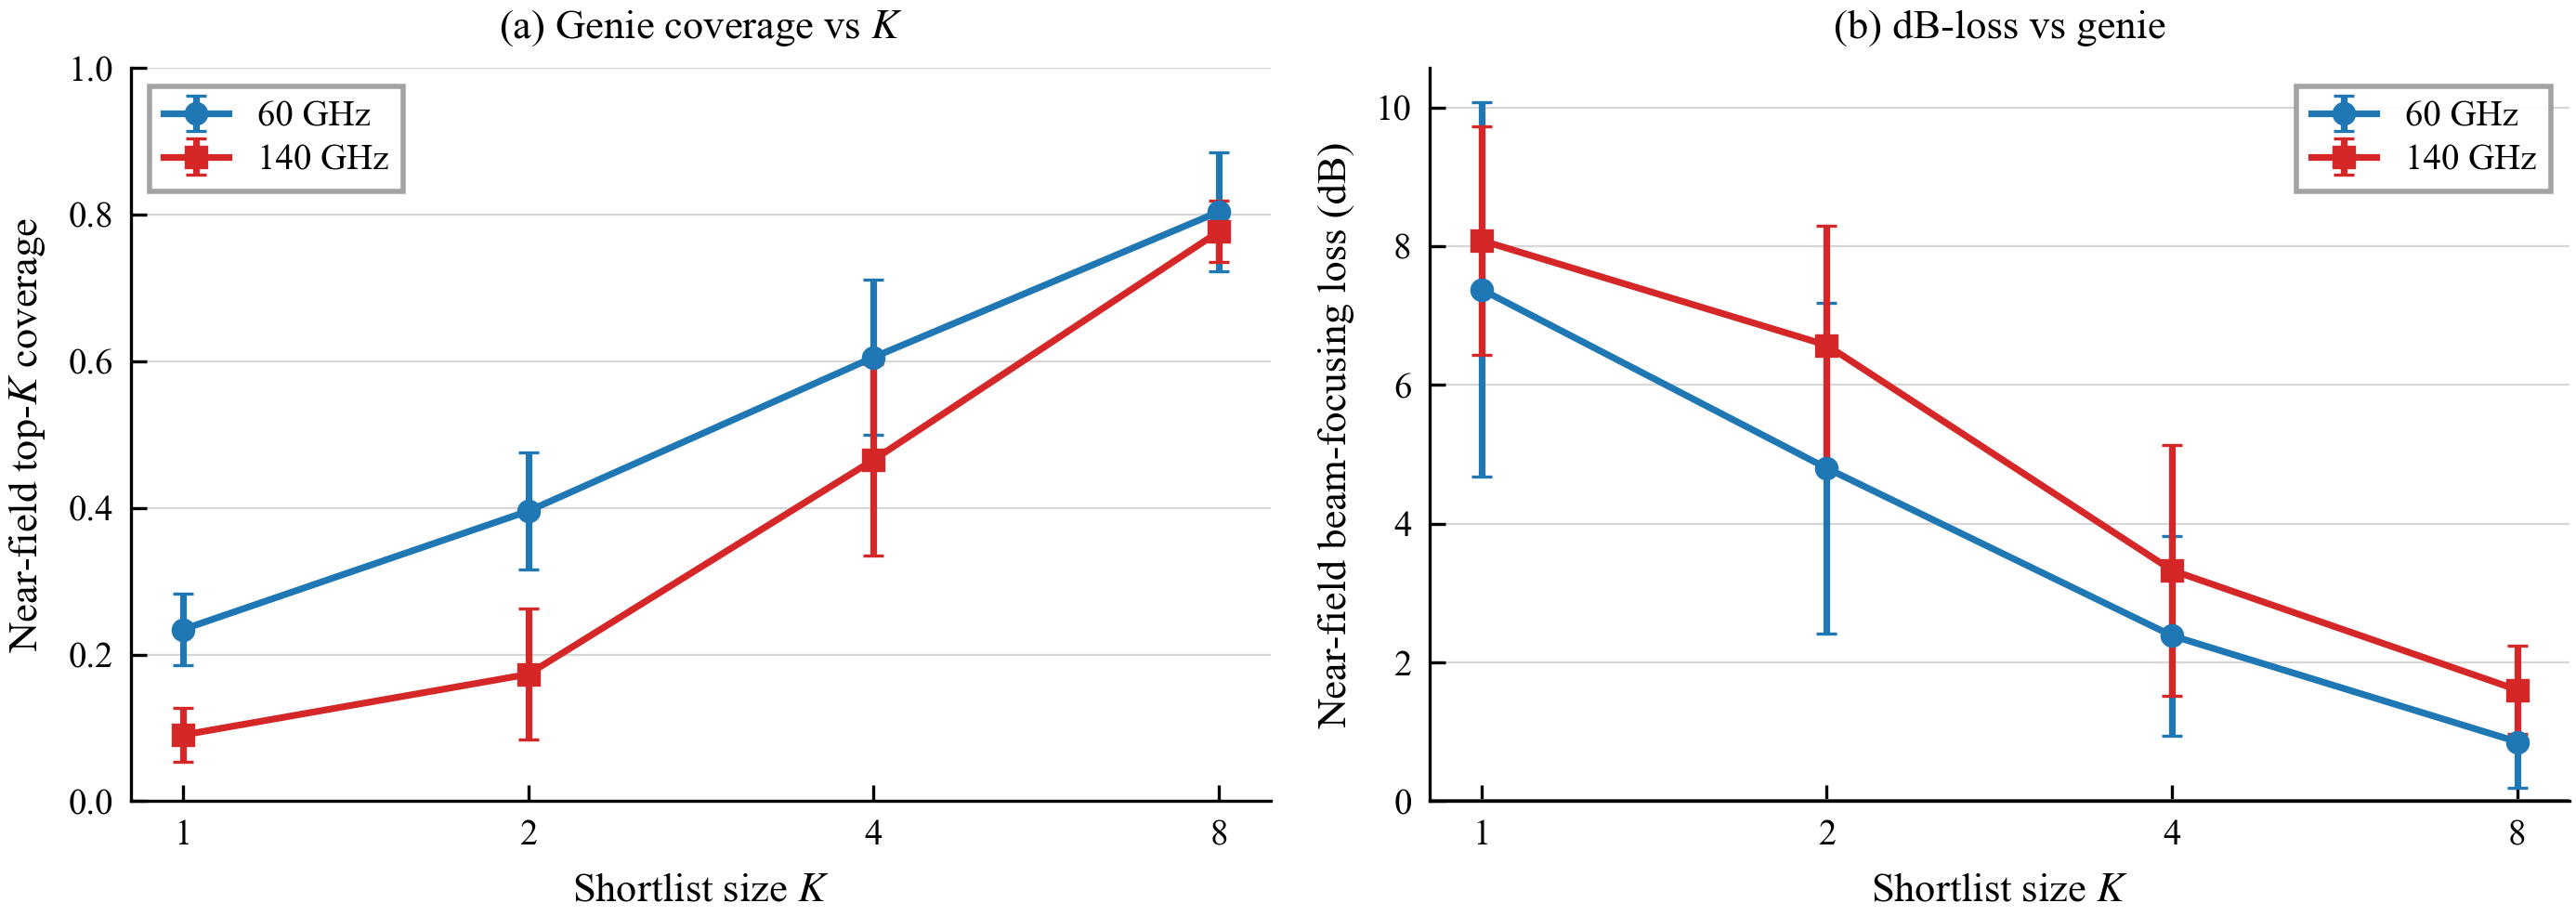 (a) Genie coverage vs K
1.0
0.8
0.6
0.4
0.2
0.0
Near-field top-K coverage
60 GHz
140 GHz
1 2 4 8
Shortlist size K
(b) dB-loss vs genie
10
8
6
4
2
0
Near-field beam-focusing loss (dB)
60 GHz
140 GHz
1 2 4 8
Shortlist size K